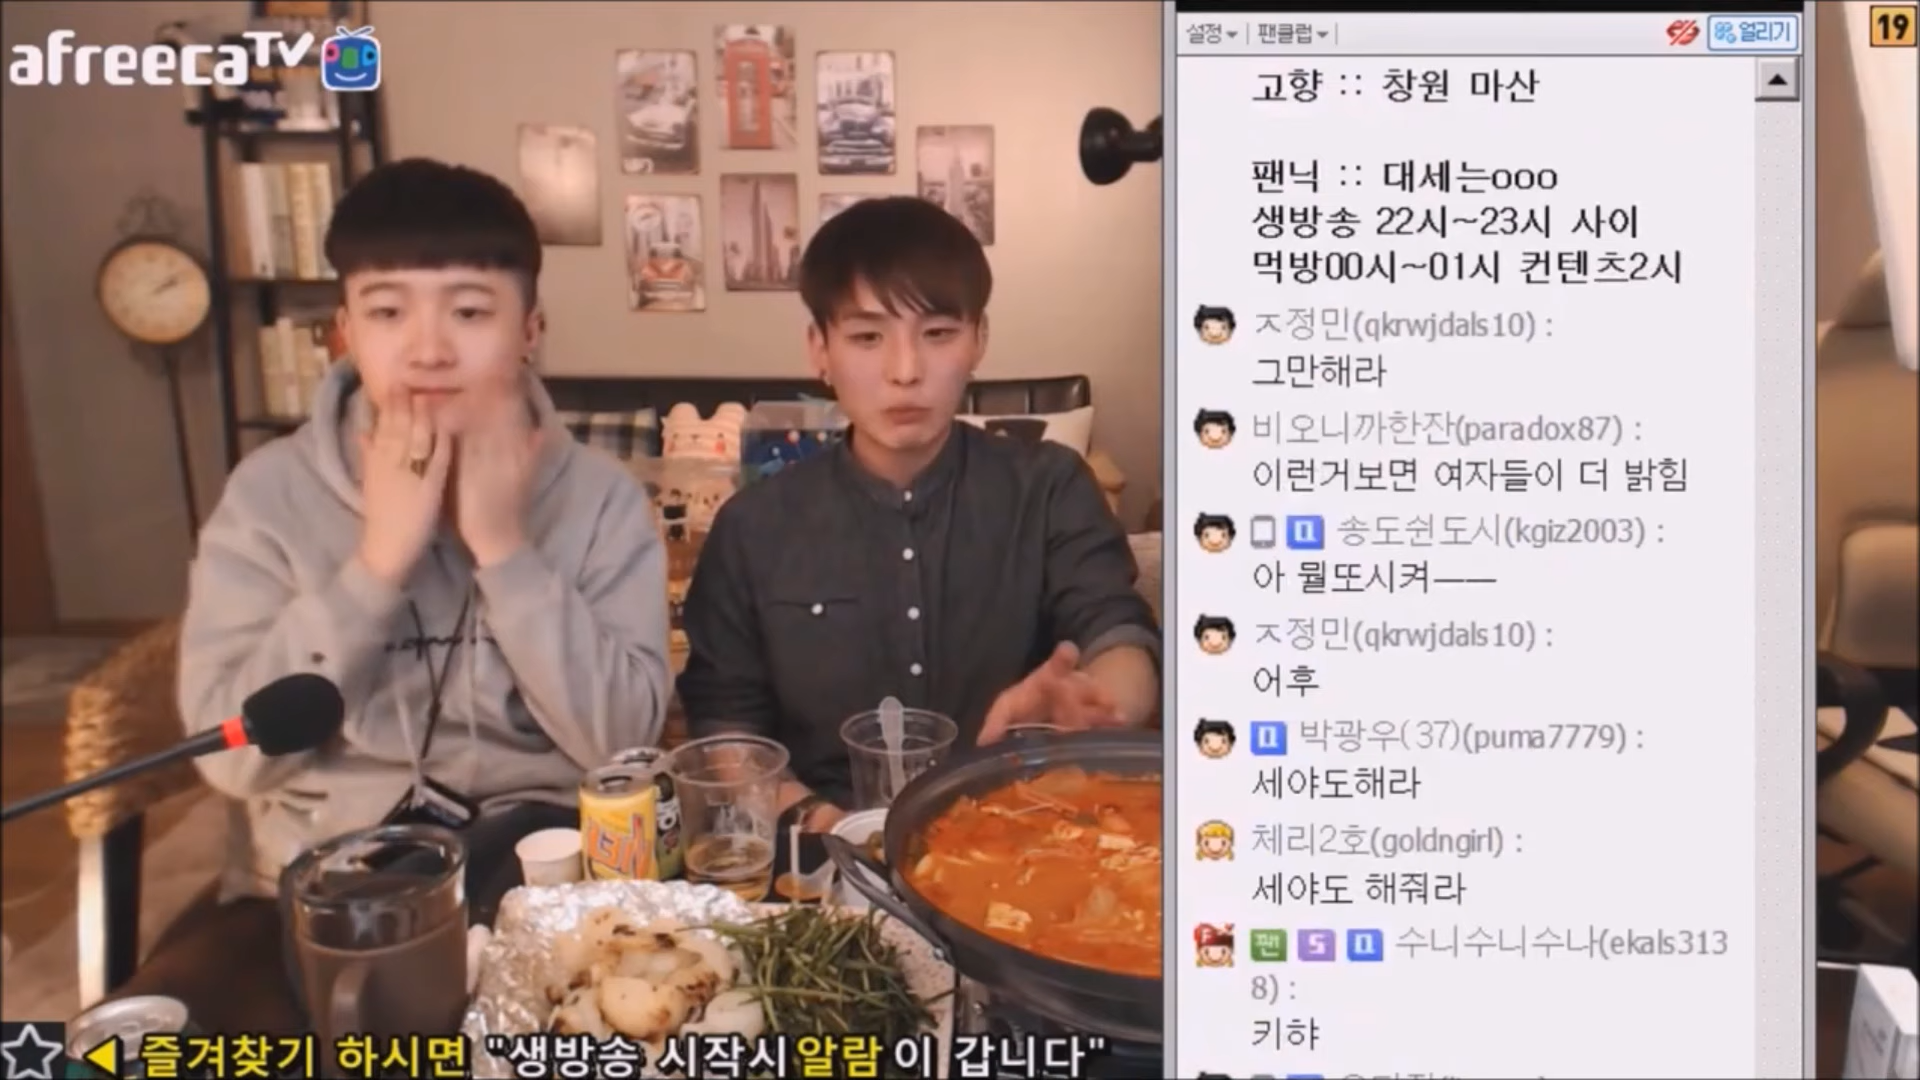 afreecaTV
설정 팬클럽 열리기
19
고향 :: 창원 마산
팬닉 :: 대세는ooo
생방송 22시~23시 사이
먹방00시~01시 컨텐츠2시
ㅈ정민(qkrwjdals10) :
그만해라
비오니까한잔(paradox87) :
이런거보면 여자들이 더 밝힘
송도쉰도시(kgiz2003) :
아 뭘또시켜ㅡㅡ
ㅈ정민(qkrwjdals10) :
어후
박광우(37)(puma7779) :
세야도해라
체리2호(goldngirl) :
세야도 해줘라
팬 S 수니수니수나(ekals313
8) :
키햐
즐겨찾기 하시면 "생방송 시작시 알람 이 갑니다"